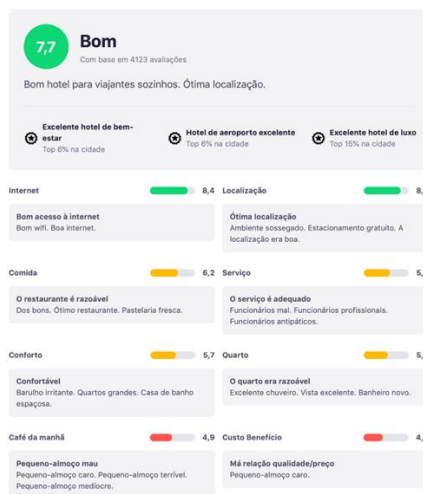 7,7
Bom
Com base em 4123 avaliações
Bom hotel para viajantes sozinhos. Ótima localização.
Excelente hotel de bem-
estar
Top 6% na cidade
Hotel de aeroporto excelente
Top 6% na cidade
Excelente hotel de luxo
Top 15% na cidade
Internet 8,4
Bom acesso à internet
Bom wifi. Boa internet.
Localização 8,
Ótima localização
Ambiente sossegado. Estacionamento gratuito. A
localização era boa.
Comida 6,2
O restaurante é razoável
Dos bons. Ótimo restaurante. Pastelaria fresca.
Serviço 5,
O serviço é adequado
Funcionários mal. Funcionários profissionais.
Funcionários antipáticos.
Conforto 5,7
Confortável
Barulho irritante. Quartos grandes. Casa de banho
espaçosa.
Quarto 5,
O quarto era razoável
Excelente chuveiro. Vista excelente. Banheiro novo.
Café da manhã 4,9
Pequeno-almoço mau
Pequeno-almoço caro. Pequeno-almoço terrível.
Pequeno-almoço medíocre.
Custo Benefício 4,
Má relação qualidade/preço
Pequeno-almoço caro.